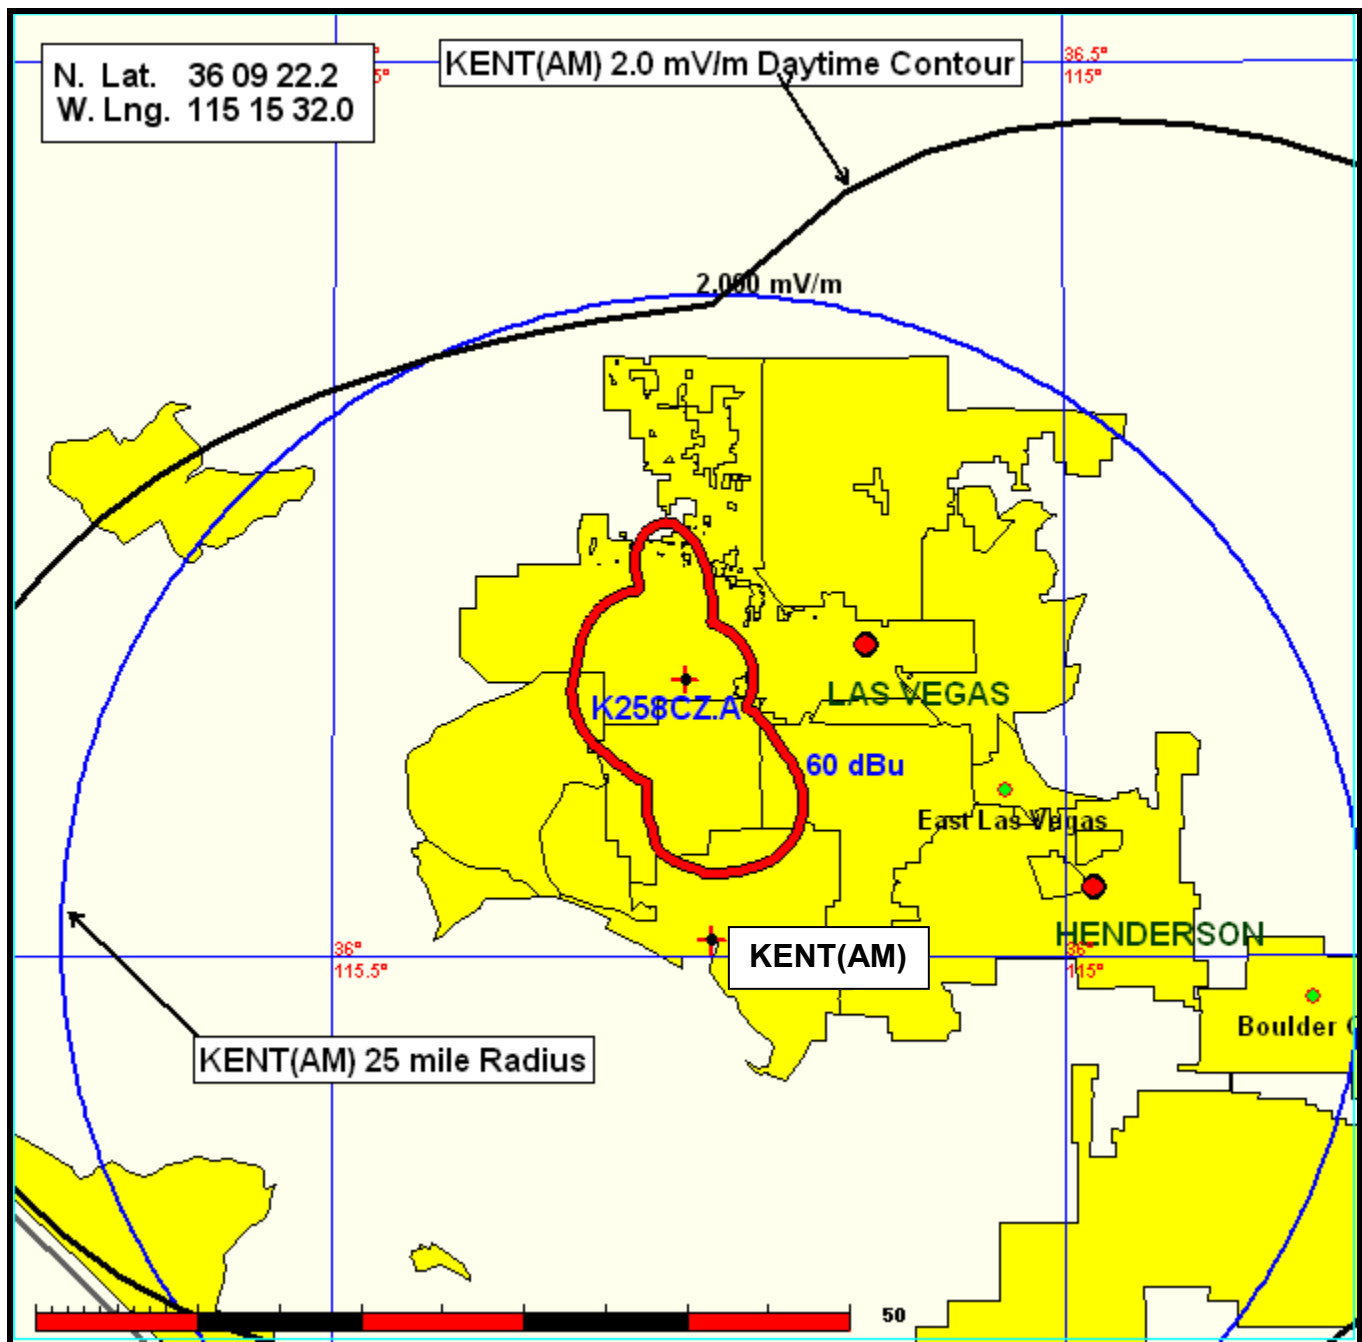 N. Lat. 36 09 22.2
W. Lng. 115 15 32.0
5°
KENT(AM) 2.0 mV/m Daytime Contour
36.5°
115°
2.000 mV/m
LAS VEGAS
K258CZ.A
60 dBu
East Las Vegas
HENDERSON
KENT(AM)
36°
115.5°
36°
115°
Boulder C
KENT(AM) 25 mile Radius
50